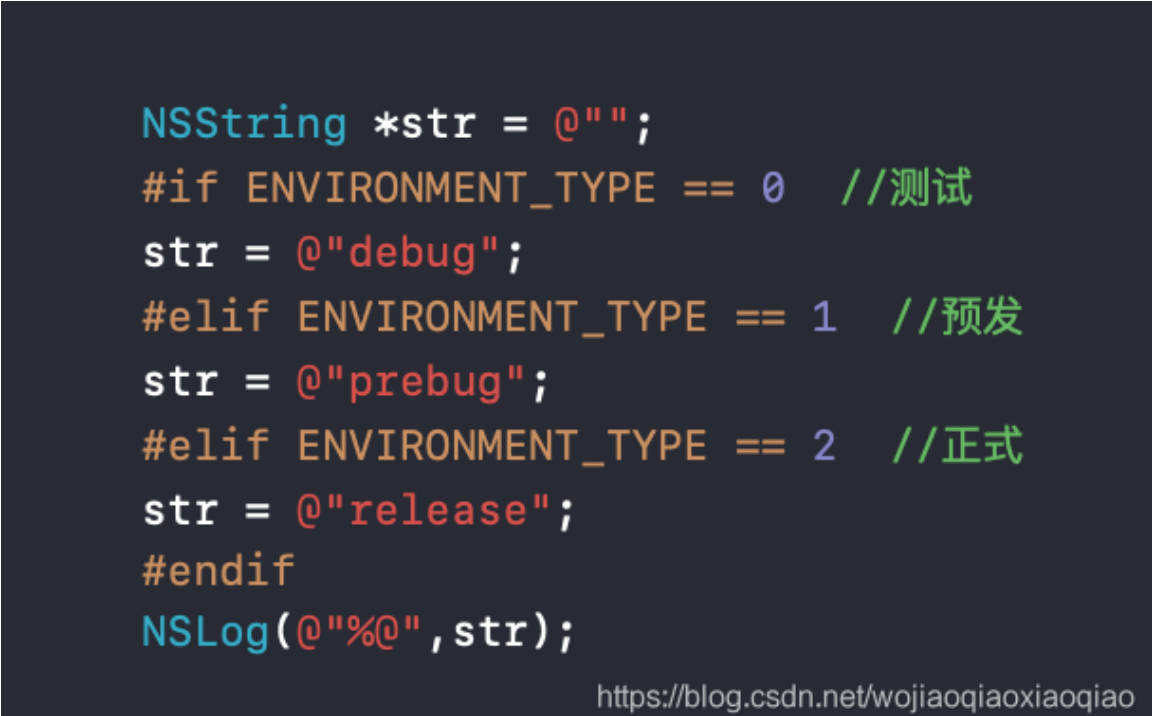 NSString *str = @"";
#if ENVIRONMENT_TYPE == 0  //测试
str = @"debug";
#elif ENVIRONMENT_TYPE == 1  //预发
str = @"prebug";
#elif ENVIRONMENT_TYPE == 2  //正式
str = @"release";
#endif
NSLog(@"%@",str);
https://blog.csdn.net/wojiaoqiaoxiaoqiao